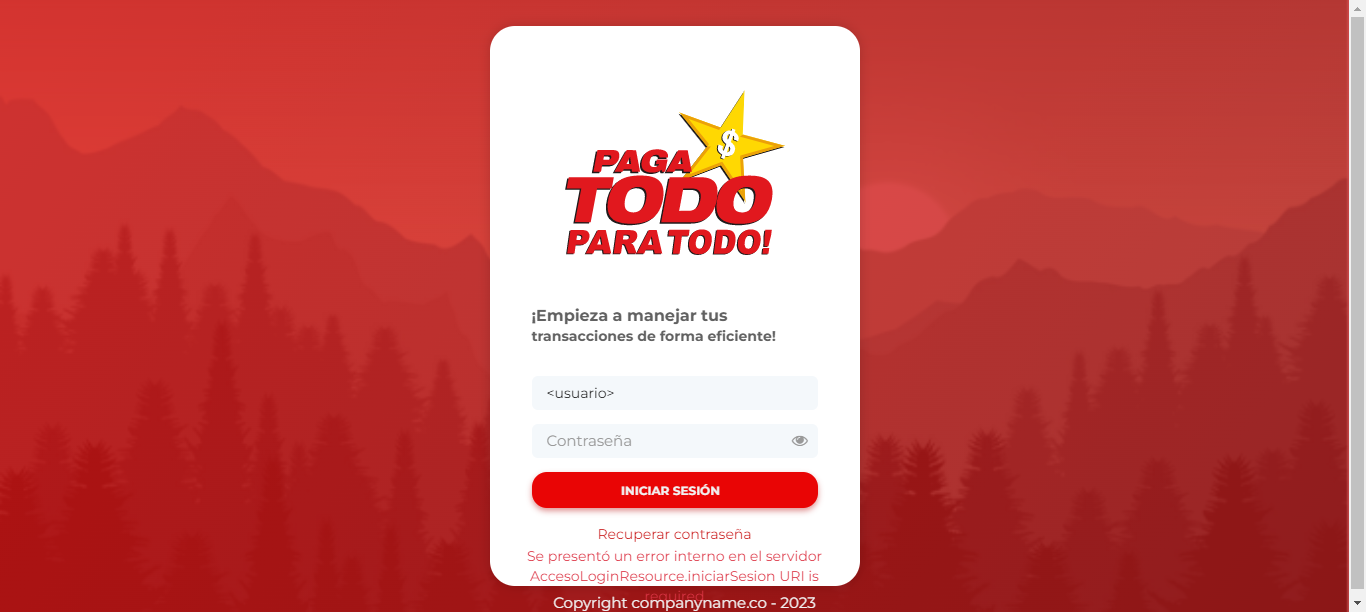 $
PAGA
TODO
PARA TODO!
¡Empieza a manejar tus
transacciones de forma eficiente!
<usuario>
Contraseña
INICIAR SESIÓN
Recuperar contraseña
Se presentó un error interno en el servidor
AccesoLoginResource.iniciarSesion URI is
required
Copyright companyname.co - 2023